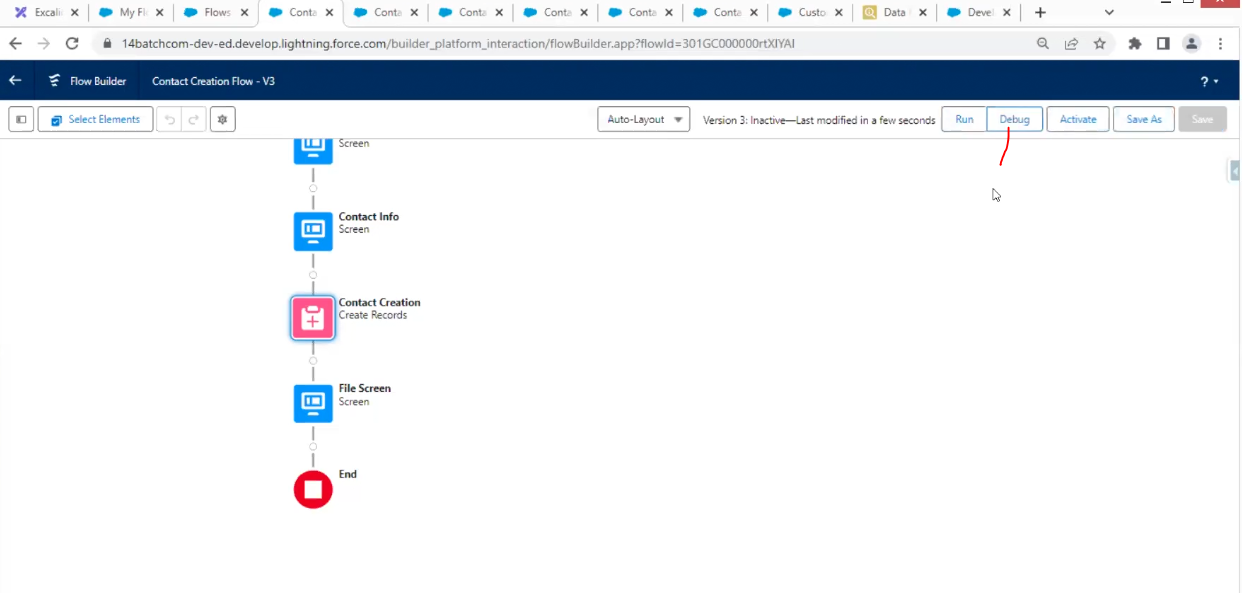 Excali My Fl Flows Conta Conta Conta Conta Conta Conta Custo Data Devel
14batchcom-dev-ed.develop.lightning.force.com/builder_platform_interaction/flowBuilder.app?flowId=301GC000000rtXIYAI
Flow Builder Contact Creation Flow - V3 ?
Select Elements Auto-Layout Version 3: Inactive—Last modified in a few seconds Run Debug Activate Save As Save
Screen
Contact Info
Screen
Contact Creation
Create Records
File Screen
Screen
End